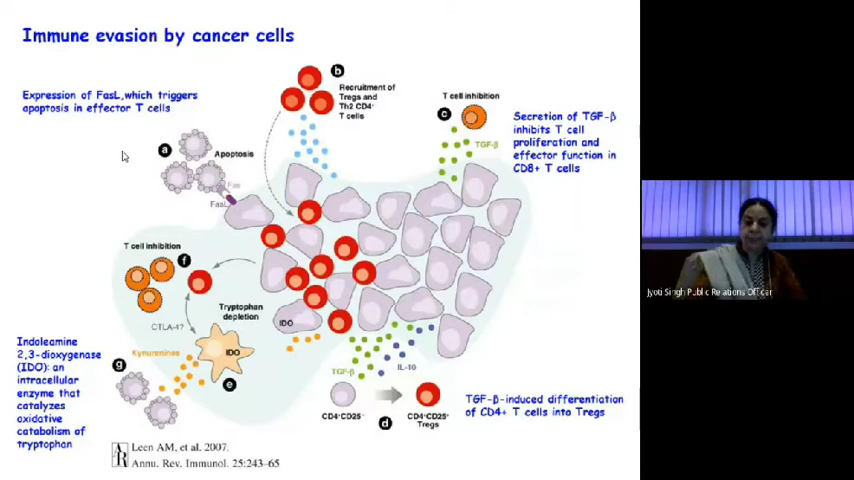 Immune evasion by cancer cells
Expression of FasL,which triggers
apoptosis in effector T cells
b
Recruitment of
Tregs and
Th2 CD4+
T cells
T cell inhibition
c
TGF-β
Secretion of TGF-β
inhibits T cell
proliferation and
effector function in
CD8+ T cells
a
Apoptosis
Fas
FasL
T cell inhibition
f
Tryptophan
depletion
IDO
CTLA-4?
Kynurenines
IDO
g
e
Indoleamine
2,3-dioxygenase
(IDO): an
intracellular
enzyme that
catalyzes
oxidative
catabolism of
tryptophan
TGF-β
IL-10
CD4+CD25-
CD4+CD25+
Tregs
d
TGF-β-induced differentiation
of CD4+ T cells into Tregs
AR
Leen AM, et al. 2007.
Annu. Rev. Immunol. 25:243–65
Jyoti Singh Public Relations Officer